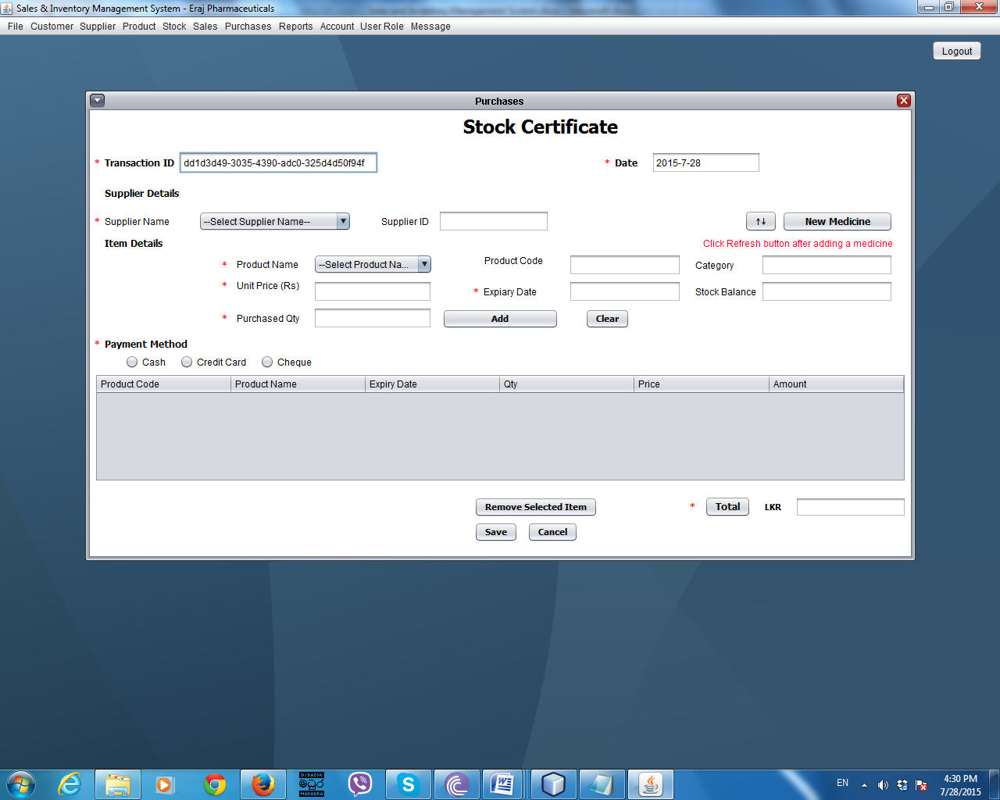 Sales & Inventory Management System - Eraj Pharmaceuticals
File Customer Supplier Product Stock Sales Purchases Reports Account User Role Message
Logout
Purchases
Stock Certificate
* Transaction ID dd1d3d49-3035-4390-adc0-325d4d50f94f * Date 2015-7-28
Supplier Details
* Supplier Name --Select Supplier Name-- Supplier ID ↑↓ New Medicine
Item Details Click Refresh button after adding a medicine
* Product Name --Select Product Na... Product Code Category
* Unit Price (Rs) * Expiary Date Stock Balance
* Purchased Qty Add Clear
* Payment Method
Cash Credit Card Cheque
Product Code Product Name Expiry Date Qty Price Amount
Remove Selected Item * Total LKR
Save Cancel
DJ RAZOR
මධුර
MADHURA
EN 4:30 PM
7/28/2015